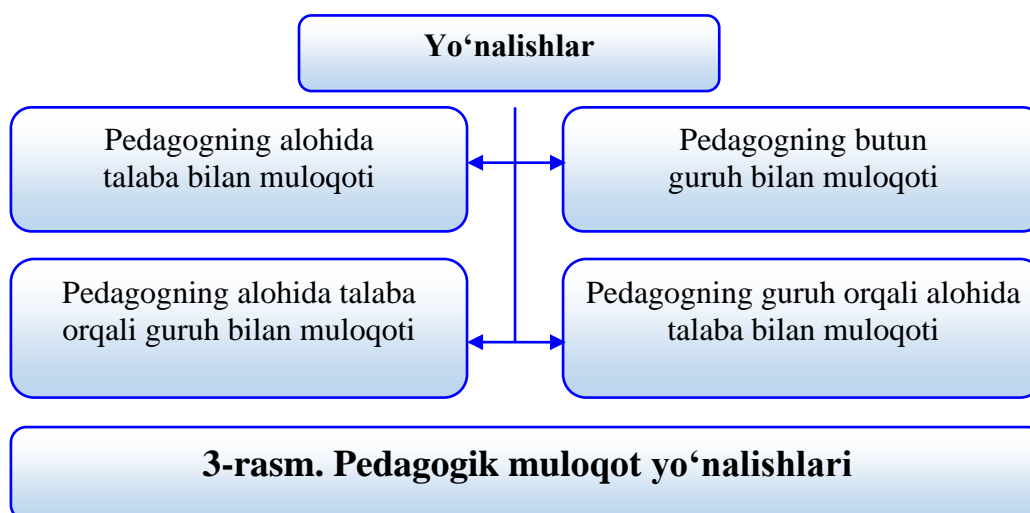 Yo‘nalishlar
Pedagogning alohida
talaba bilan muloqoti
Pedagogning butun
guruh bilan muloqoti
Pedagogning alohida talaba
orqali guruh bilan muloqoti
Pedagogning guruh orqali alohida
talaba bilan muloqoti
3-rasm. Pedagogik muloqot yo‘nalishlari